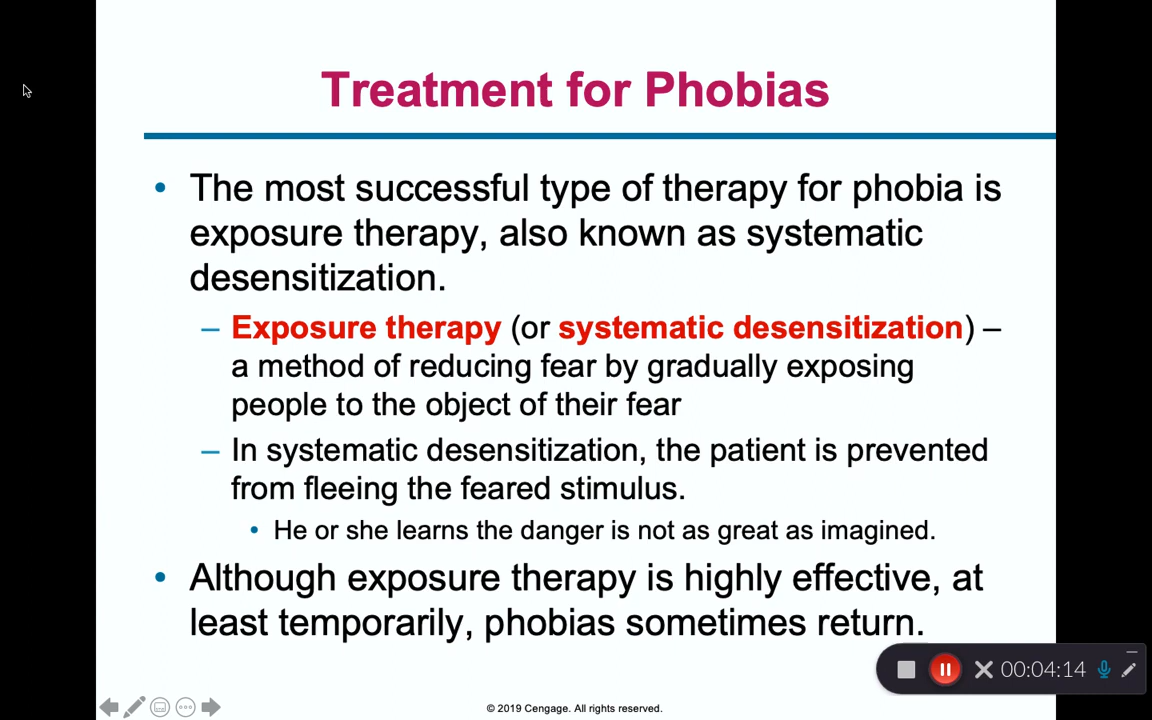 Treatment for Phobias
• The most successful type of therapy for phobia is
exposure therapy, also known as systematic
desensitization.
– Exposure therapy (or systematic desensitization) –
a method of reducing fear by gradually exposing
people to the object of their fear
– In systematic desensitization, the patient is prevented
from fleeing the feared stimulus.
• He or she learns the danger is not as great as imagined.
• Although exposure therapy is highly effective, at
least temporarily, phobias sometimes return.
00:04:14
© 2019 Cengage. All rights reserved.